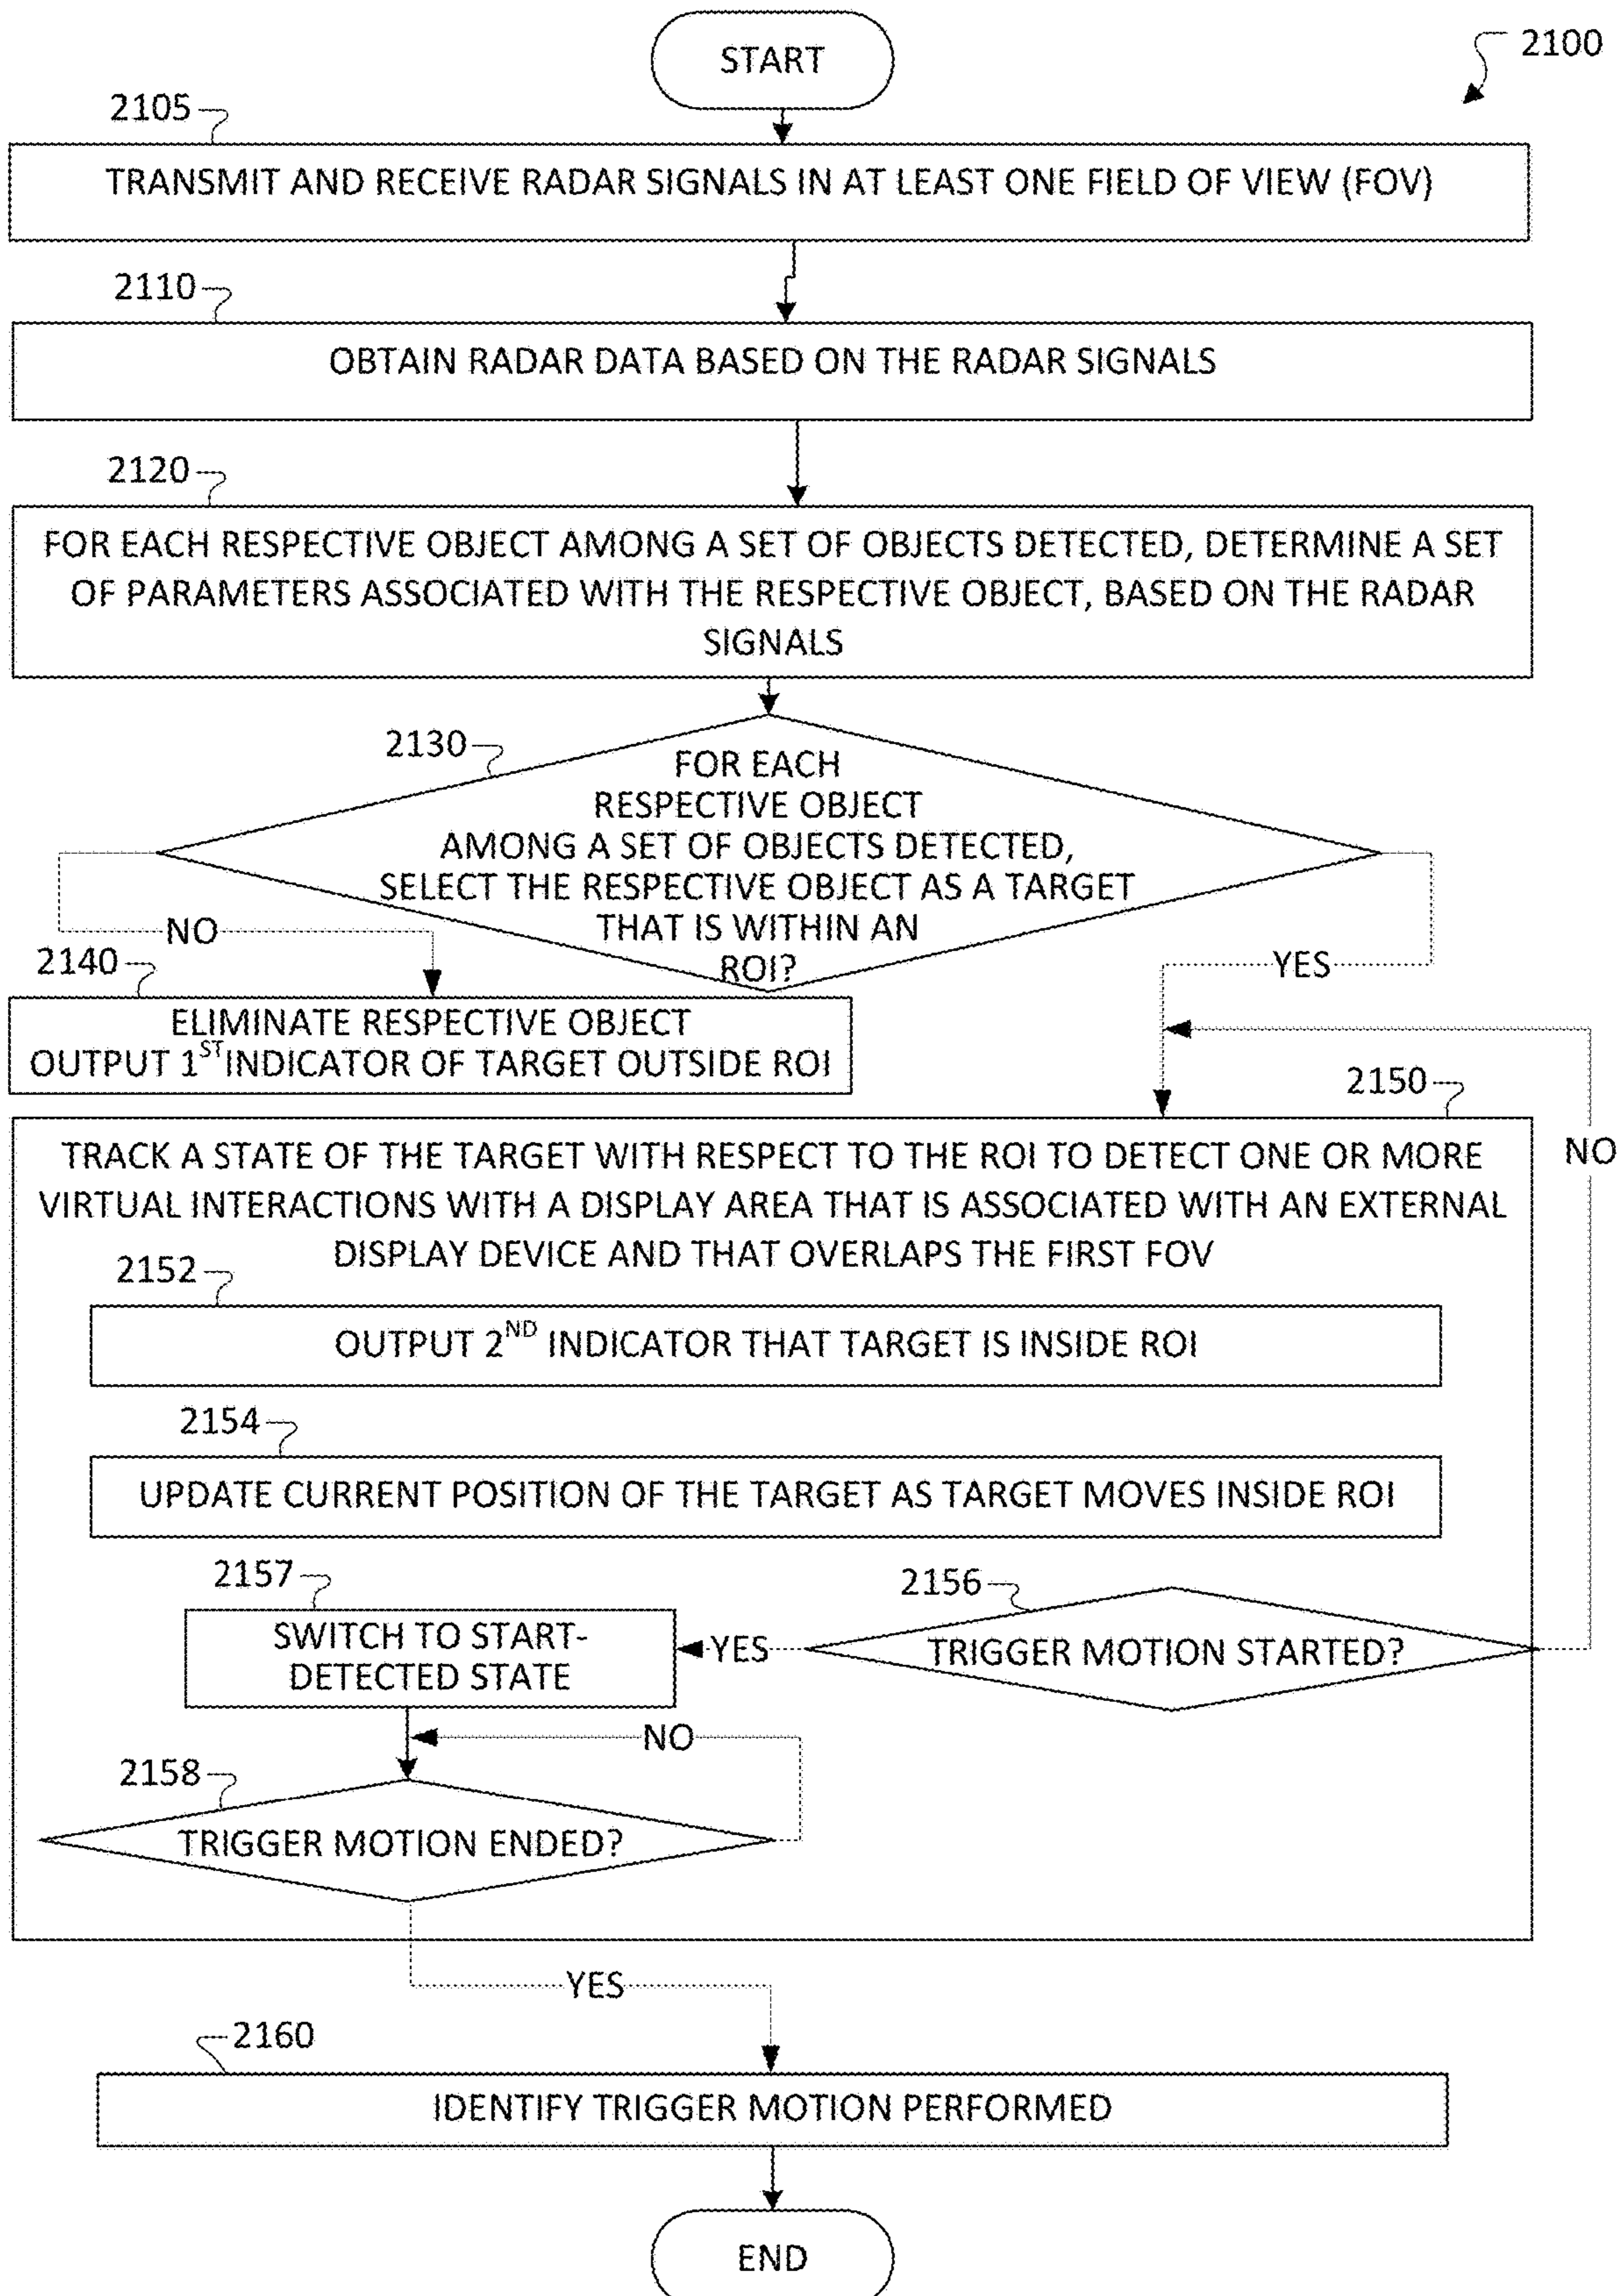 START
2100
2105
TRANSMIT AND RECEIVE RADAR SIGNALS IN AT LEAST ONE FIELD OF VIEW (FOV)
2110
OBTAIN RADAR DATA BASED ON THE RADAR SIGNALS
2120
FOR EACH RESPECTIVE OBJECT AMONG A SET OF OBJECTS DETECTED, DETERMINE A SET
OF PARAMETERS ASSOCIATED WITH THE RESPECTIVE OBJECT, BASED ON THE RADAR
SIGNALS
2130
FOR EACH
RESPECTIVE OBJECT
AMONG A SET OF OBJECTS DETECTED,
SELECT THE RESPECTIVE OBJECT AS A TARGET
THAT IS WITHIN AN
ROI?
NO
YES
2140
ELIMINATE RESPECTIVE OBJECT
OUTPUT 1ST INDICATOR OF TARGET OUTSIDE ROI
2150
NO
TRACK A STATE OF THE TARGET WITH RESPECT TO THE ROI TO DETECT ONE OR MORE
VIRTUAL INTERACTIONS WITH A DISPLAY AREA THAT IS ASSOCIATED WITH AN EXTERNAL
DISPLAY DEVICE AND THAT OVERLAPS THE FIRST FOV
2152
OUTPUT 2ND INDICATOR THAT TARGET IS INSIDE ROI
2154
UPDATE CURRENT POSITION OF THE TARGET AS TARGET MOVES INSIDE ROI
2156
TRIGGER MOTION STARTED?
YES
2157
SWITCH TO START-
DETECTED STATE
NO
2158
TRIGGER MOTION ENDED?
YES
2160
IDENTIFY TRIGGER MOTION PERFORMED
END